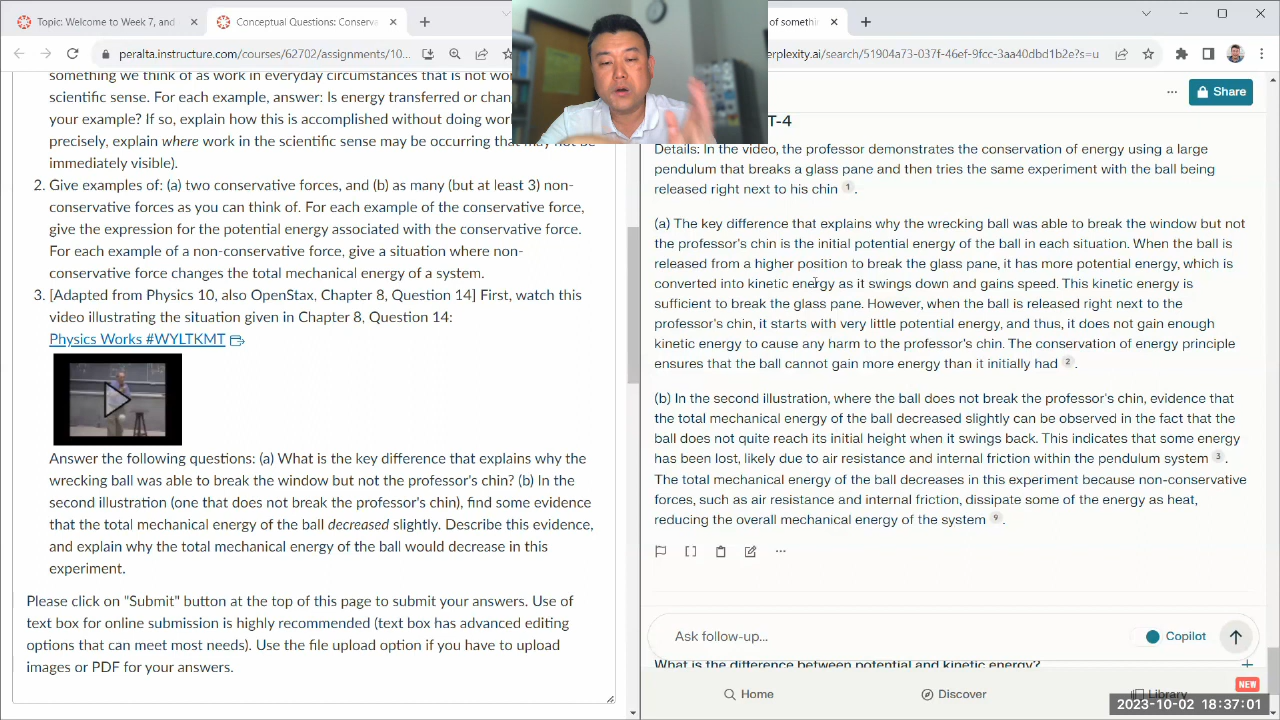 Topic: Welcome to Week 7, and
Conceptual Questions: Conserva
of somethi
peralta.instructure.com/courses/62702/assignments/10...
erplexity.ai/search/51904a73-037f-46ef-9fcc-3aa40dbd1b2e?s=u
something we think of as work in everyday circumstances that is not wor
scientific sense. For each example, answer: Is energy transferred or chan
your example? If so, explain how this is accomplished without doing wor
precisely, explain where work in the scientific sense may be occurring that may not be
immediately visible).
2. Give examples of: (a) two conservative forces, and (b) as many (but at least 3) non-
conservative forces as you can think of. For each example of the conservative force,
give the expression for the potential energy associated with the conservative force.
For each example of a non-conservative force, give a situation where non-
conservative force changes the total mechanical energy of a system.
3. [Adapted from Physics 10, also OpenStax, Chapter 8, Question 14] First, watch this
video illustrating the situation given in Chapter 8, Question 14:
Physics Works #WYLTKMT
Answer the following questions: (a) What is the key difference that explains why the
wrecking ball was able to break the window but not the professor's chin? (b) In the
second illustration (one that does not break the professor's chin), find some evidence
that the total mechanical energy of the ball decreased slightly. Describe this evidence,
and explain why the total mechanical energy of the ball would decrease in this
experiment.
Please click on "Submit" button at the top of this page to submit your answers. Use of
text box for online submission is highly recommended (text box has advanced editing
options that can meet most needs). Use the file upload option if you have to upload
images or PDF for your answers.
Share
T-4
Details: In the video, the professor demonstrates the conservation of energy using a large
pendulum that breaks a glass pane and then tries the same experiment with the ball being
released right next to his chin 1.
(a) The key difference that explains why the wrecking ball was able to break the window but not
the professor's chin is the initial potential energy of the ball in each situation. When the ball is
released from a higher position to break the glass pane, it has more potential energy, which is
converted into kinetic energy as it swings down and gains speed. This kinetic energy is
sufficient to break the glass pane. However, when the ball is released right next to the
professor's chin, it starts with very little potential energy, and thus, it does not gain enough
kinetic energy to cause any harm to the professor's chin. The conservation of energy principle
ensures that the ball cannot gain more energy than it initially had 2.
(b) In the second illustration, where the ball does not break the professor's chin, evidence that
the total mechanical energy of the ball decreased slightly can be observed in the fact that the
ball does not quite reach its initial height when it swings back. This indicates that some energy
has been lost, likely due to air resistance and internal friction within the pendulum system 3.
The total mechanical energy of the ball decreases in this experiment because non-conservative
forces, such as air resistance and internal friction, dissipate some of the energy as heat,
reducing the overall mechanical energy of the system 9.
Ask follow-up...
Copilot
What is the difference between potential and kinetic energy?
NEW
Home
Discover
Library
2023-10-02 18:37:01